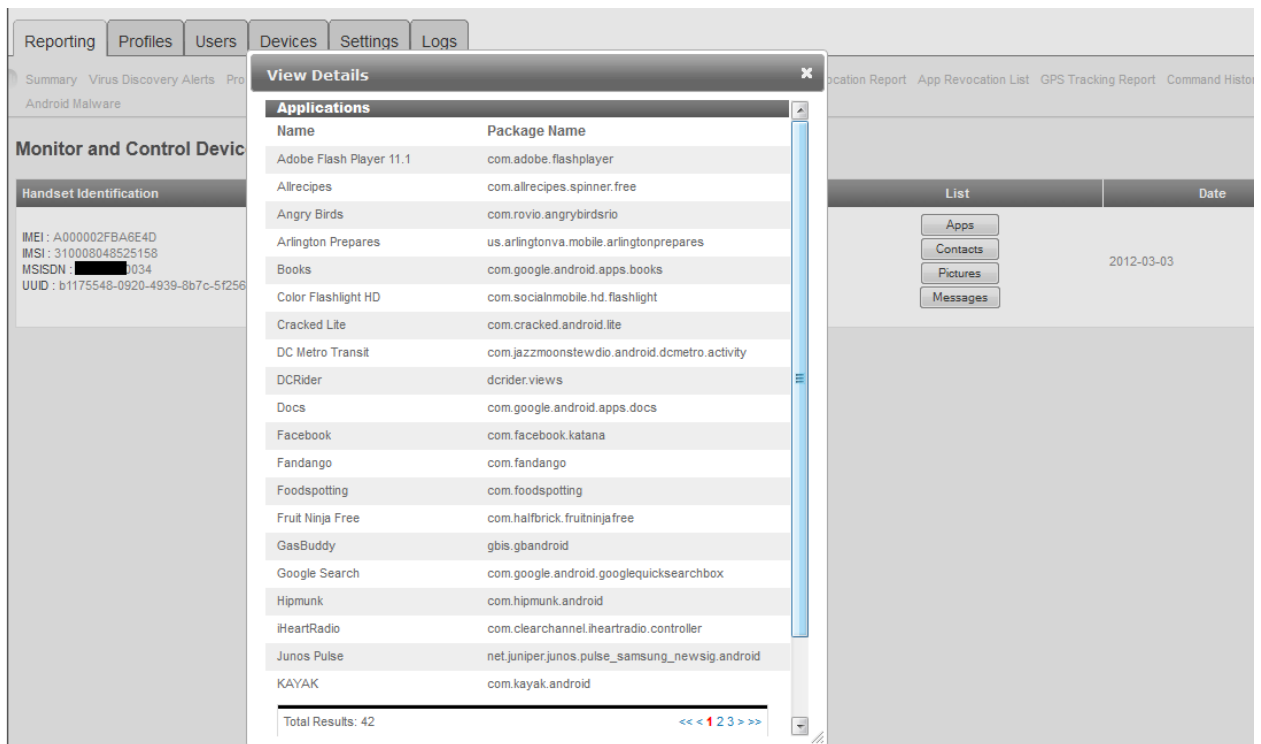 Reporting Profiles Users Devices Settings Logs
Summary Virus Discovery Alerts Pro
ocation Report App Revocation List GPS Tracking Report Command Histor
Android Malware
View Details
Monitor and Control Devic
Handset Identification List Date
IMEI : A000002FBA6E4D
IMSI : 310008048525158
MSISDN : 0034
UUID : b1175548-0920-4939-8b7c-5f256
Apps
Contacts
Pictures
Messages
2012-03-03
Applications
Name Package Name
Adobe Flash Player 11.1 com.adobe.flashplayer
Allrecipes com.allrecipes.spinner.free
Angry Birds com.rovio.angrybirdsrio
Arlington Prepares us.arlingtonva.mobile.arlingtonprepares
Books com.google.android.apps.books
Color Flashlight HD com.socialnmobile.hd.flashlight
Cracked Lite com.cracked.android.lite
DC Metro Transit com.jazzmoonstewdio.android.dcmetro.activity
DCRider dcrider.views
Docs com.google.android.apps.docs
Facebook com.facebook.katana
Fandango com.fandango
Foodspotting com.foodspotting
Fruit Ninja Free com.halfbrick.fruitninjafree
GasBuddy gbis.gbandroid
Google Search com.google.android.googlequicksearchbox
Hipmunk com.hipmunk.android
iHeartRadio com.clearchannel.iheartradio.controller
Junos Pulse net.juniper.junos.pulse_samsung_newsig.android
KAYAK com.kayak.android
Total Results: 42 << < 1 2 3 > >>